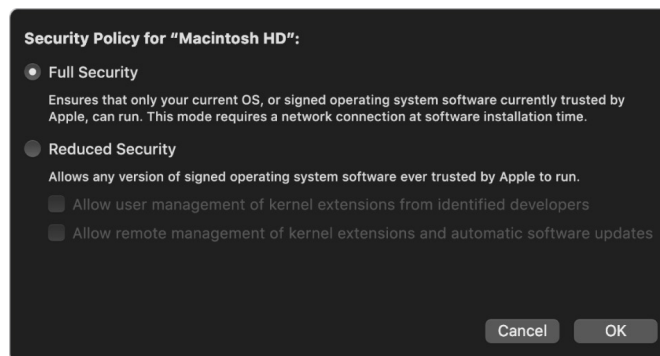 Security Policy for “Macintosh HD”:
Full Security
Ensures that only your current OS, or signed operating system software currently trusted by
Apple, can run. This mode requires a network connection at software installation time.
Reduced Security
Allows any version of signed operating system software ever trusted by Apple to run.
Allow user management of kernel extensions from identified developers
Allow remote management of kernel extensions and automatic software updates
Cancel
OK